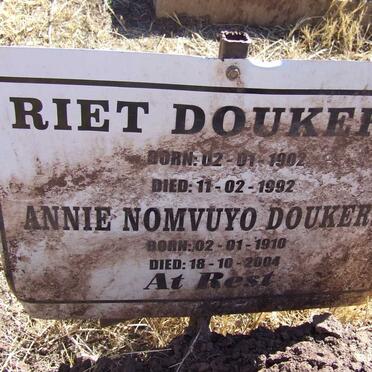 RIET DOUKER
BORN: 02 - 01 - 1902
DIED: 11 - 02 - 1992
ANNIE NOMVUYO DOUKER
BORN: 02 - 01 - 1910
DIED: 18 - 10 - 2004
At Rest